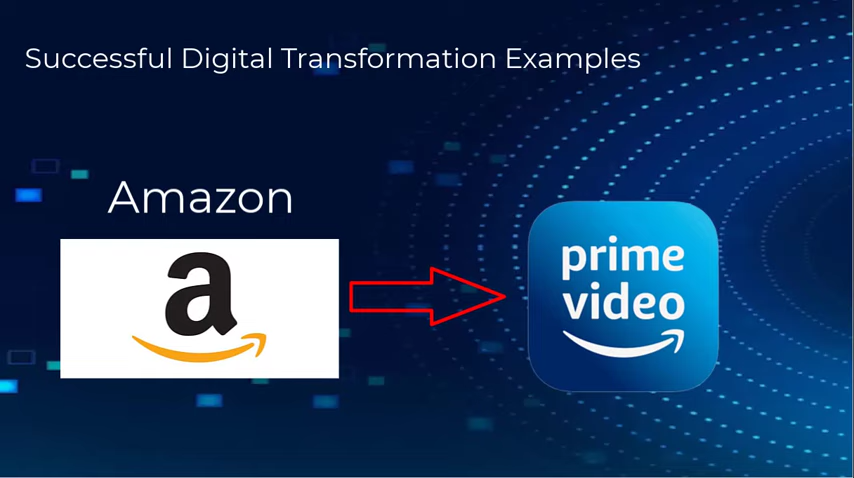 Successful Digital Transformation Examples
Amazon
a
prime
video